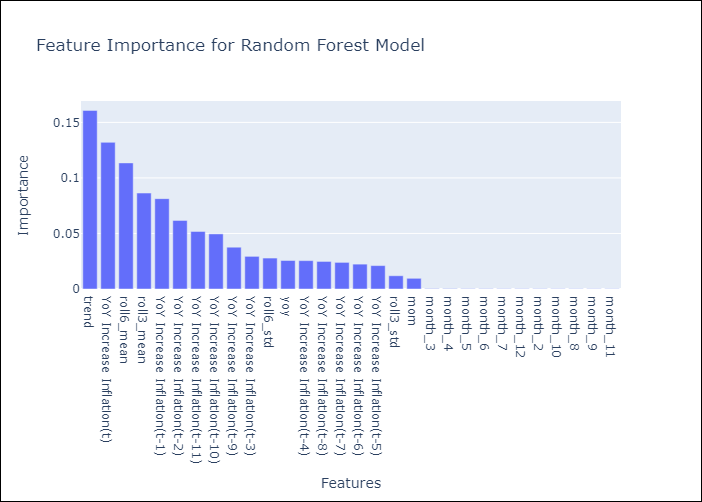 Feature Importance for Random Forest Model
Importance
0.15
0.1
0.05
0
trend
YoY Increase Inflation(t)
roll6_mean
roll3_mean
YoY Increase Inflation(t-1)
YoY Increase Inflation(t-2)
YoY Increase Inflation(t-11)
YoY Increase Inflation(t-10)
YoY Increase Inflation(t-9)
YoY Increase Inflation(t-3)
roll6_std
yoy
YoY Increase Inflation(t-4)
YoY Increase Inflation(t-8)
YoY Increase Inflation(t-7)
YoY Increase Inflation(t-6)
YoY Increase Inflation(t-5)
roll3_std
mom
month_3
month_4
month_5
month_6
month_7
month_12
month_2
month_10
month_8
month_9
month_11
Features